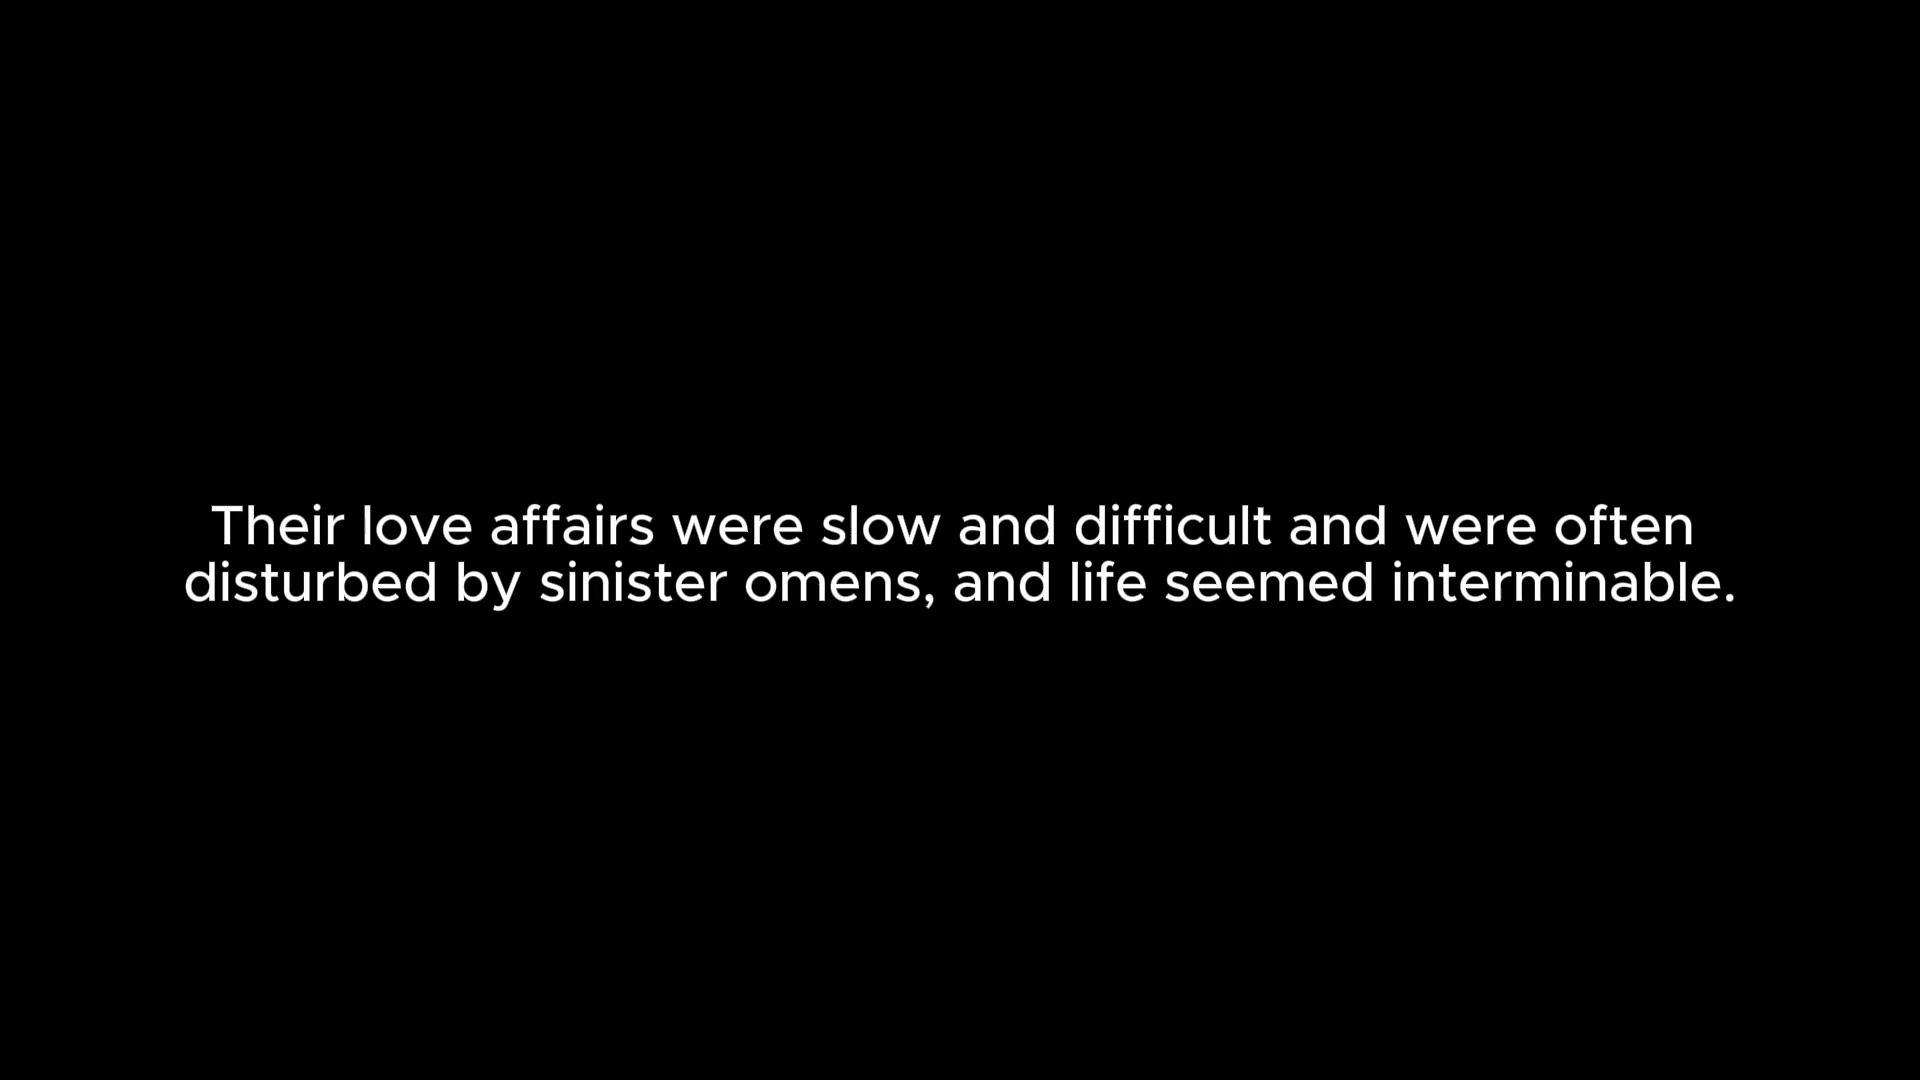 Their love affairs were slow and difficult and were often
disturbed by sinister omens, and life seemed interminable.